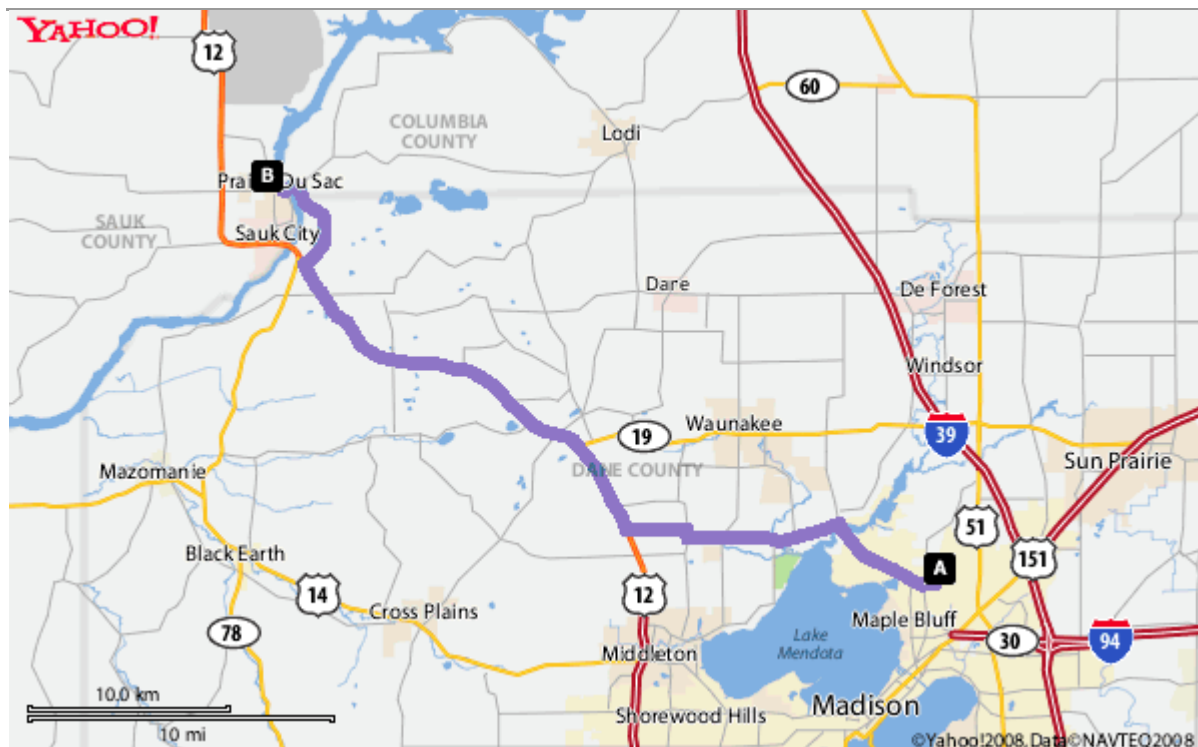 YAHOO!
12
60
COLUMBIA
COUNTY
Lodi
B
Prairie Du Sac
SAUK
COUNTY
Sauk City
Dane
De Forest
Windsor
Waunakee
19
39
DANE COUNTY
Sun Prairie
Mazomanie
51
151
Black Earth
A
14
12
Cross Plains
Maple Bluff
78
30
94
Lake
Mendota
Middleton
10.0 km
Madison
Shorewood Hills
10 mi
©Yahoo!2008, Data©NAVTEQ2008